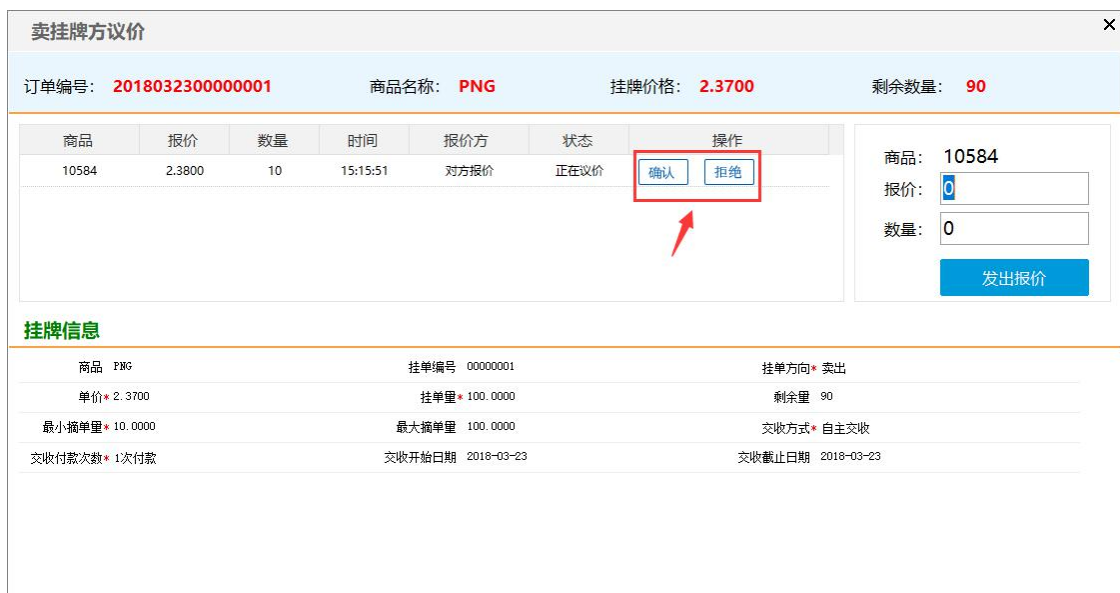 卖挂牌方议价
订单编号： 2018032300000001 商品名称： PNG 挂牌价格： 2.3700 剩余数量： 90
商品 报价 数量 时间 报价方 状态 操作
10584 2.3800 10 15:15:51 对方报价 正在议价 确认 拒绝
商品： 10584
报价： 0
数量： 0
发出报价
挂牌信息
商品 PNG 挂单编号 00000001 挂单方向* 卖出
单价* 2.3700 挂单量* 100.0000 剩余量 90
最小摘单量* 10.0000 最大摘单量 100.0000 交收方式* 自主交收
交收付款次数* 1次付款 交收开始日期 2018-03-23 交收截止日期 2018-03-23